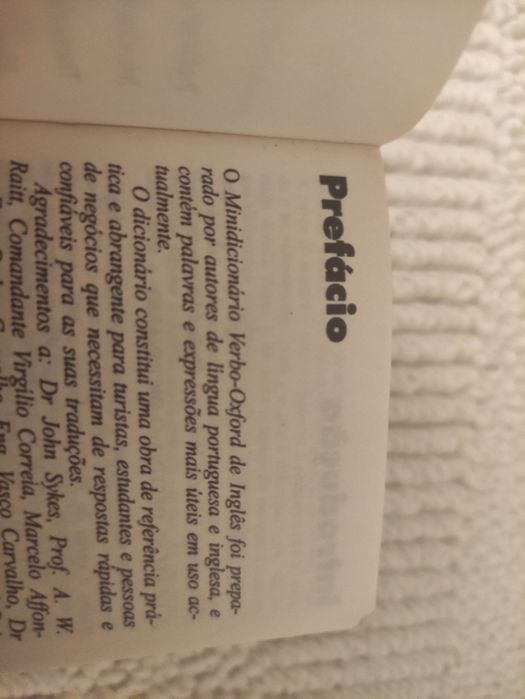 Prefácio
O Minidicionário Verbo-Oxford de Inglês foi prepa-
rado por autores de língua portuguesa e inglesa, e
contém palavras e expressões mais úteis em uso ac-
tualmente.
O dicionário constitui uma obra de referência prá-
tica e abrangente para turistas, estudantes e pessoas
de negócios que necessitam de respostas rápidas e
confiáveis para as suas traduções.
Agradecimentos a: Dr John Sykes, Prof. A. W.
Raitt, Comandante Virgílio Correia, Marcelo Affon-
Eng. Vasco Carvalho, Dr